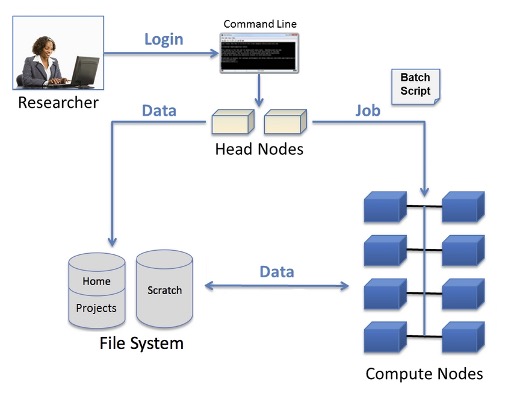 Command Line
Login
Researcher
Batch
Script
Data
Job
Head Nodes
Home
Projects
Scratch
Data
File System
Compute Nodes